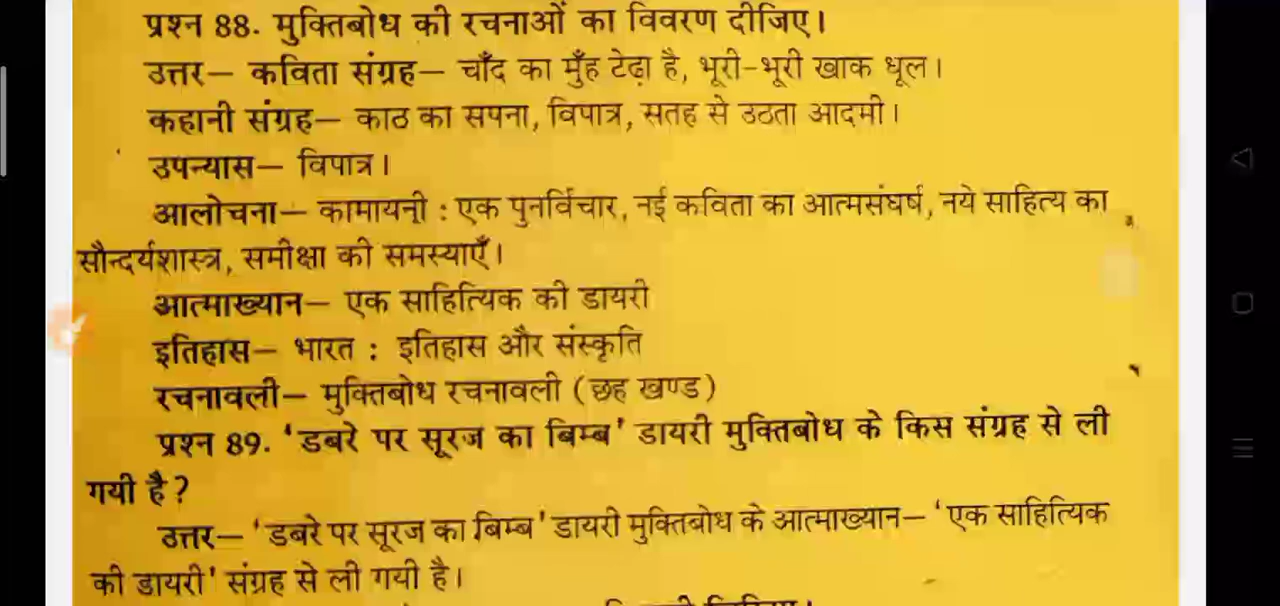 प्रश्न 88. मुक्तिबोध की रचनाओं का विवरण दीजिए।
उत्तर— कविता संग्रह— चाँद का मुँह टेढ़ा है, भूरी-भूरी खाक धूल।
कहानी संग्रह— काठ का सपना, विपात्र, सतह से उठता आदमी।
उपन्यास— विपात्र।
आलोचना— कामायनी : एक पुनर्विचार, नई कविता का आत्मसंघर्ष, नये साहित्य का
सौन्दर्यशास्त्र, समीक्षा की समस्याएँ।
आत्माख्यान— एक साहित्यिक की डायरी
इतिहास— भारत : इतिहास और संस्कृति
रचनावली— मुक्तिबोध रचनावली (छह खण्ड)
प्रश्न 89. 'डबरे पर सूरज का बिम्ब' डायरी मुक्तिबोध के किस संग्रह से ली
गयी है?
उत्तर— 'डबरे पर सूरज का बिम्ब' डायरी मुक्तिबोध के आत्माख्यान— 'एक साहित्यिक
की डायरी' संग्रह से ली गयी है।